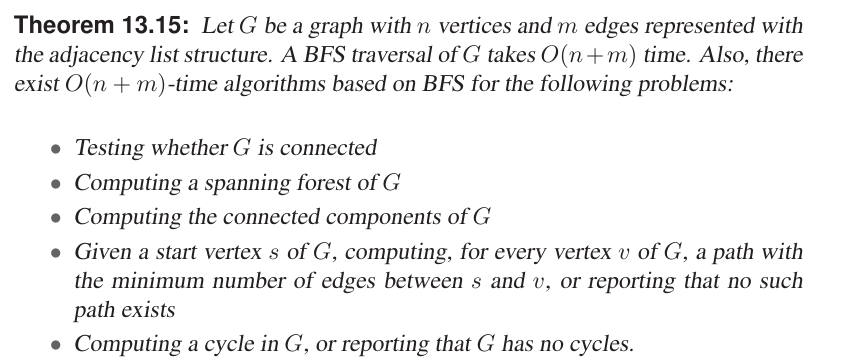 Theorem 13.15: Let G be a graph with n vertices and m edges represented with
the adjacency list structure. A BFS traversal of G takes O(n+m) time. Also, there
exist O(n + m)-time algorithms based on BFS for the following problems:
• Testing whether G is connected
• Computing a spanning forest of G
• Computing the connected components of G
• Given a start vertex s of G, computing, for every vertex v of G, a path with
the minimum number of edges between s and v, or reporting that no such
path exists
• Computing a cycle in G, or reporting that G has no cycles.